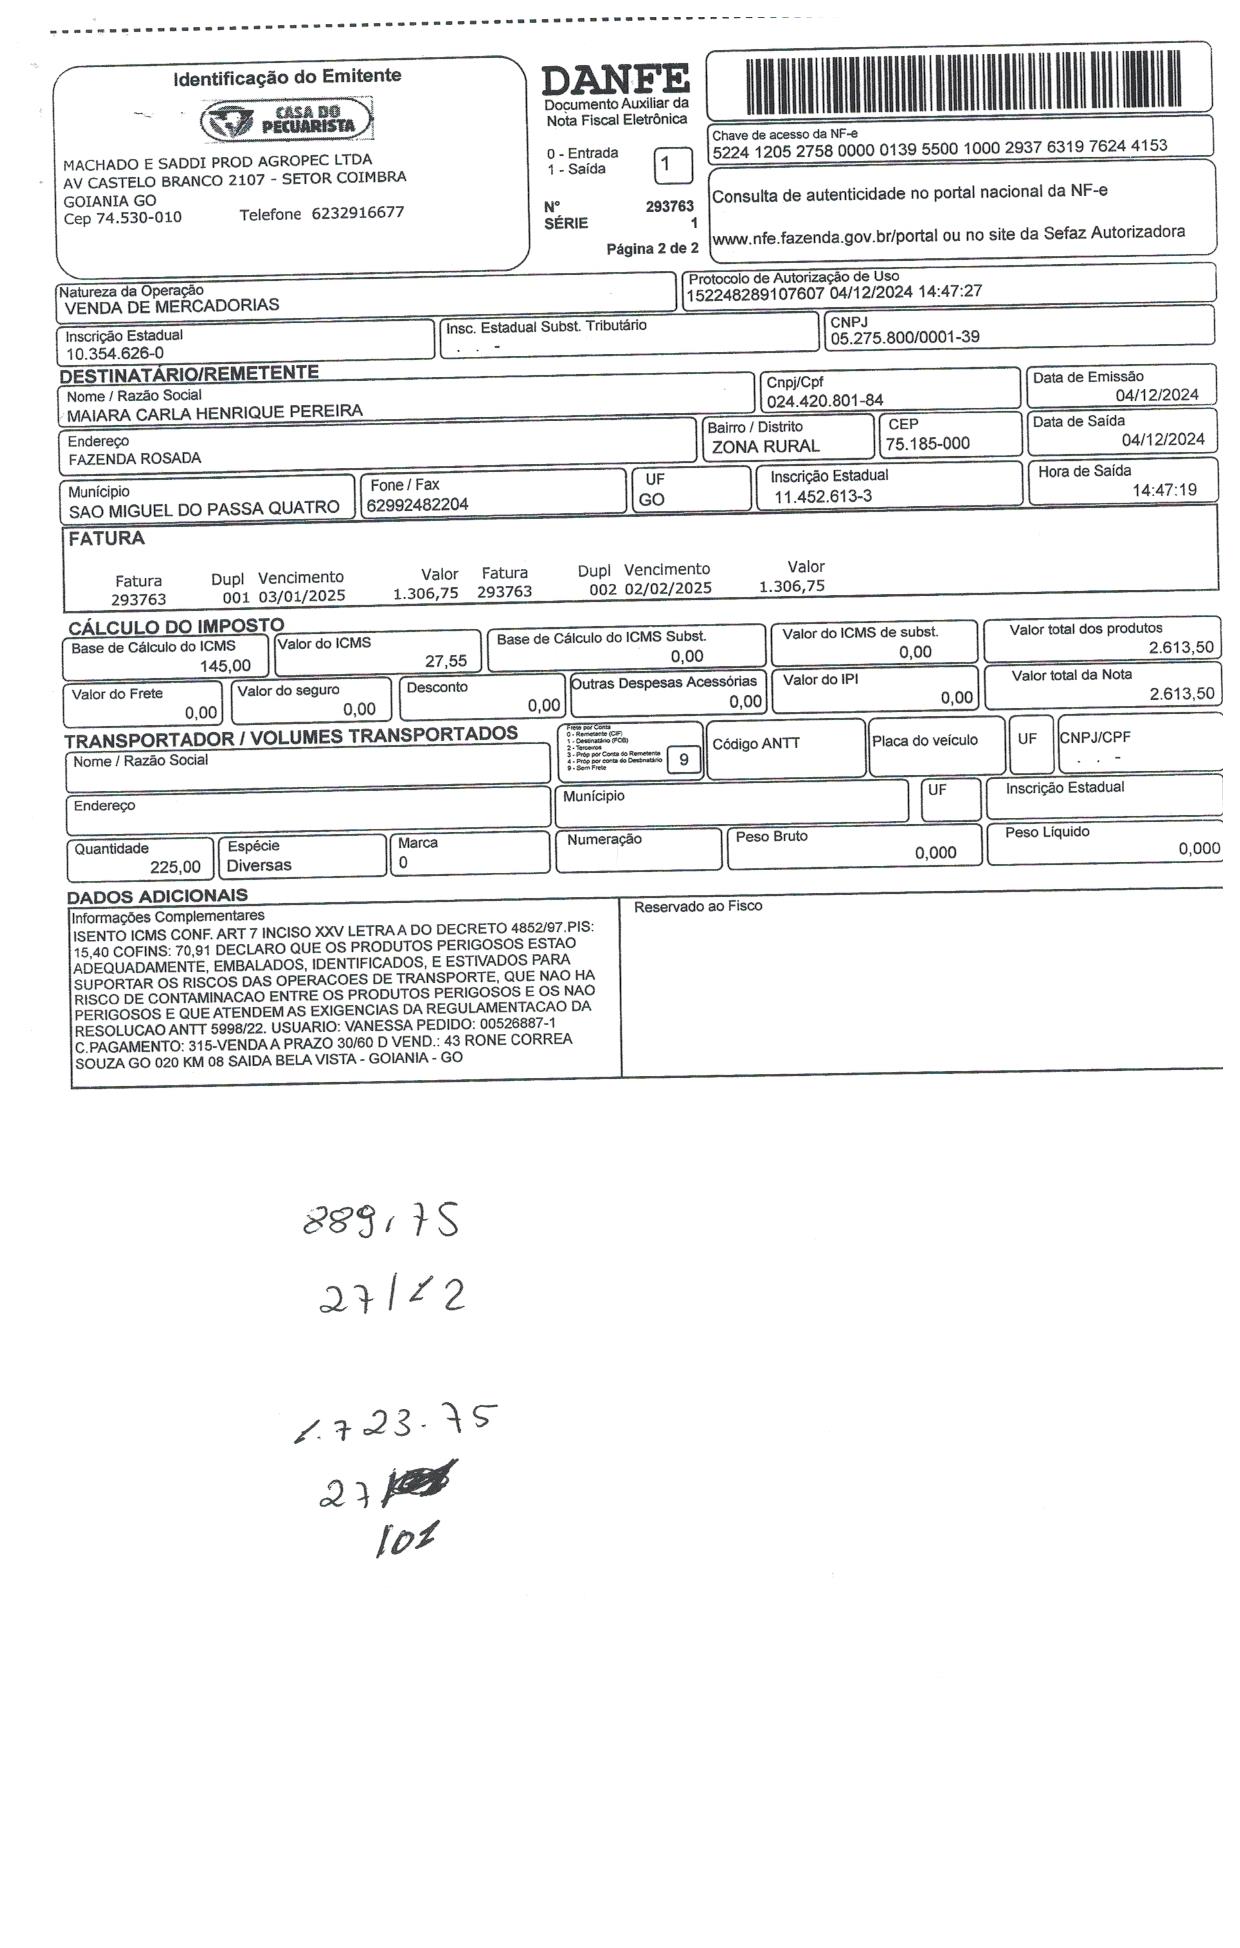 Identificação do Emitente
CASA DO
PECUARISTA
MACHADO E SADDI PROD AGROPEC LTDA
AV CASTELO BRANCO 2107 - SETOR COIMBRA
GOIANIA GO
Cep 74.530-010 Telefone 6232916677
DANFE
Documento Auxiliar da
Nota Fiscal Eletrônica
0 - Entrada
1 - Saída
1
Nº 293763
SÉRIE 1
Página 2 de 2
Chave de acesso da NF-e
5224 1205 2758 0000 0139 5500 1000 2937 6319 7624 4153
Consulta de autenticidade no portal nacional da NF-e
www.nfe.fazenda.gov.br/portal ou no site da Sefaz Autorizadora
Natureza da Operação
VENDA DE MERCADORIAS
Protocolo de Autorização de Uso
152248289107607 04/12/2024 14:47:27
Inscrição Estadual
10.354.626-0
Insc. Estadual Subst. Tributário
. . -
CNPJ
05.275.800/0001-39
DESTINATÁRIO/REMETENTE
Nome / Razão Social
MAIARA CARLA HENRIQUE PEREIRA
Cnpj/Cpf
024.420.801-84
Data de Emissão
04/12/2024
Endereço
FAZENDA ROSADA
Bairro / Distrito
ZONA RURAL
CEP
75.185-000
Data de Saída
04/12/2024
Munícipio
SAO MIGUEL DO PASSA QUATRO
Fone / Fax
62992482204
UF
GO
Inscrição Estadual
11.452.613-3
Hora de Saída
14:47:19
FATURA
Fatura Dupl Vencimento Valor Fatura Dupl Vencimento Valor
293763 001 03/01/2025 1.306,75 293763 002 02/02/2025 1.306,75
CÁLCULO DO IMPOSTO
Base de Cálculo do ICMS
145,00
Valor do ICMS
27,55
Base de Cálculo do ICMS Subst.
0,00
Valor do ICMS de subst.
0,00
Valor total dos produtos
2.613,50
Valor do Frete
0,00
Valor do seguro
0,00
Desconto
0,00
Outras Despesas Acessórias
0,00
Valor do IPI
0,00
Valor total da Nota
2.613,50
TRANSPORTADOR / VOLUMES TRANSPORTADOS
Nome / Razão Social
Frete por Conta
0 - Remetente (CIF)
1 - Destinatário (FOB)
2 - Terceiros
3 - Próp por Conta do Remetente
4 - Próp por conta do Destinatário
9 - Sem Frete
9
Código ANTT
Placa do veículo
UF
CNPJ/CPF
. . -
Endereço
Munícipio
UF
Inscrição Estadual
Quantidade
225,00
Espécie
Diversas
Marca
0
Numeração
Peso Bruto
0,000
Peso Líquido
0,000
DADOS ADICIONAIS
Informações Complementares
ISENTO ICMS CONF. ART 7 INCISO XXV LETRA A DO DECRETO 4852/97.PIS:
15,40 COFINS: 70,91 DECLARO QUE OS PRODUTOS PERIGOSOS ESTAO
ADEQUADAMENTE, EMBALADOS, IDENTIFICADOS, E ESTIVADOS PARA
SUPORTAR OS RISCOS DAS OPERACOES DE TRANSPORTE, QUE NAO HA
RISCO DE CONTAMINACAO ENTRE OS PRODUTOS PERIGOSOS E OS NAO
PERIGOSOS E QUE ATENDEM AS EXIGENCIAS DA REGULAMENTACAO DA
RESOLUCAO ANTT 5998/22. USUARIO: VANESSA PEDIDO: 00526887-1
C.PAGAMENTO: 315-VENDA A PRAZO 30/60 D VEND.: 43 RONE CORREA
SOUZA GO 020 KM 08 SAIDA BELA VISTA - GOIANIA - GO
Reservado ao Fisco
889,75
27/12
1.723.75
27/
/01